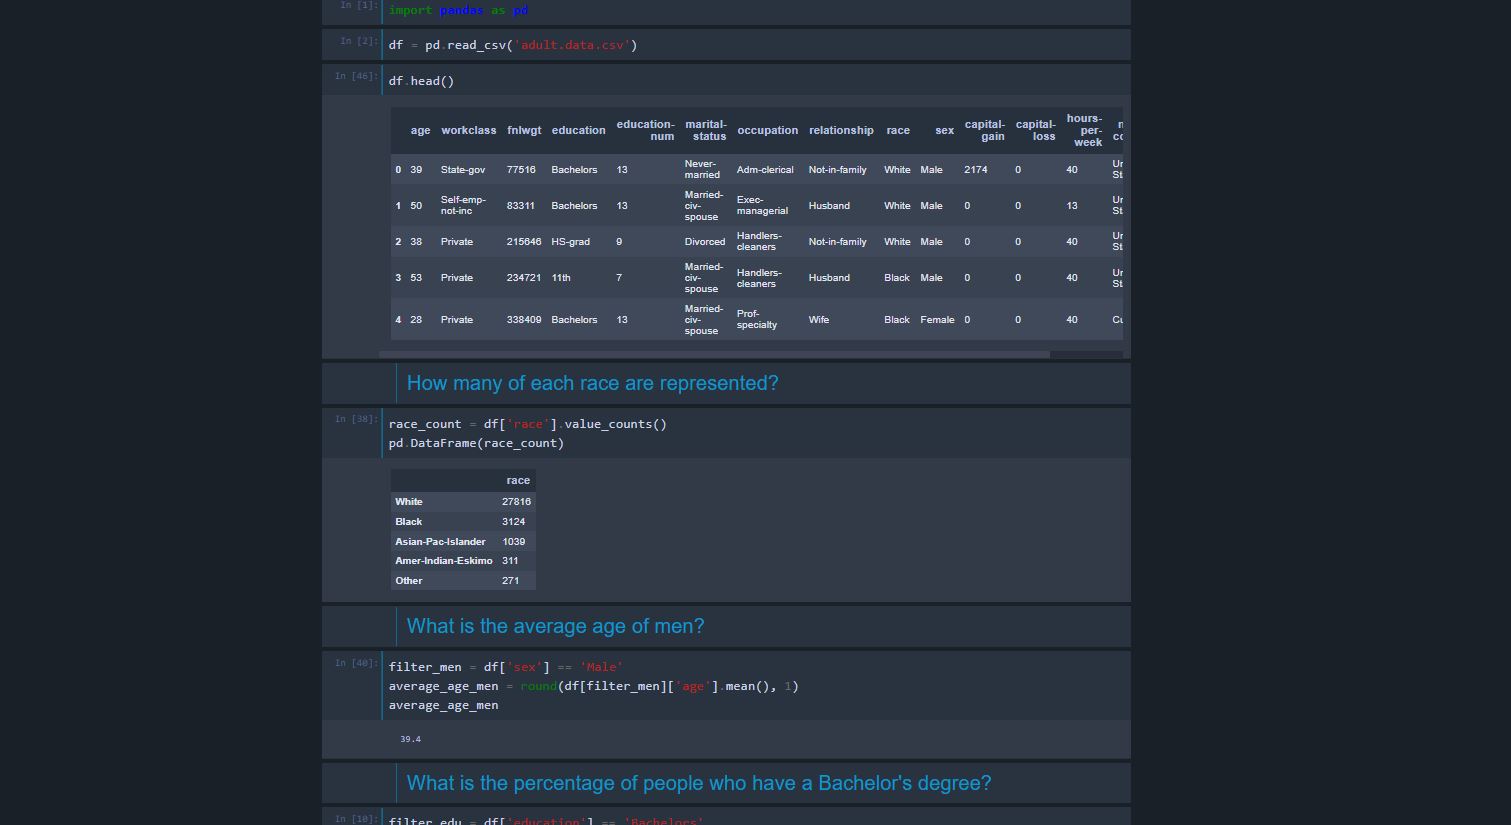 In [1]: import pandas as pd
In [2]: df = pd.read_csv('adult.data.csv')
In [46]: df.head()
age workclass fnlwgt education education-num marital-status occupation relationship race sex capital-gain capital-loss hours-per-week
0 39 State-gov 77516 Bachelors 13 Never-married Adm-clerical Not-in-family White Male 2174 0 40
1 50 Self-emp-not-inc 83311 Bachelors 13 Married-civ-spouse Exec-managerial Husband White Male 0 0 13
2 38 Private 215646 HS-grad 9 Divorced Handlers-cleaners Not-in-family White Male 0 0 40
3 53 Private 234721 11th 7 Married-civ-spouse Handlers-cleaners Husband Black Male 0 0 40
4 28 Private 338409 Bachelors 13 Married-civ-spouse Prof-specialty Wife Black Female 0 0 40
How many of each race are represented?
In [38]: race_count = df['race'].value_counts()
pd.DataFrame(race_count)
race
White 27816
Black 3124
Asian-Pac-Islander 1039
Amer-Indian-Eskimo 311
Other 271
What is the average age of men?
In [40]: filter_men = df['sex'] == 'Male'
average_age_men = round(df[filter_men]['age'].mean(), 1)
average_age_men
39.4
What is the percentage of people who have a Bachelor's degree?
In [10]: filter_edu = df['education'] == 'Bachelors'